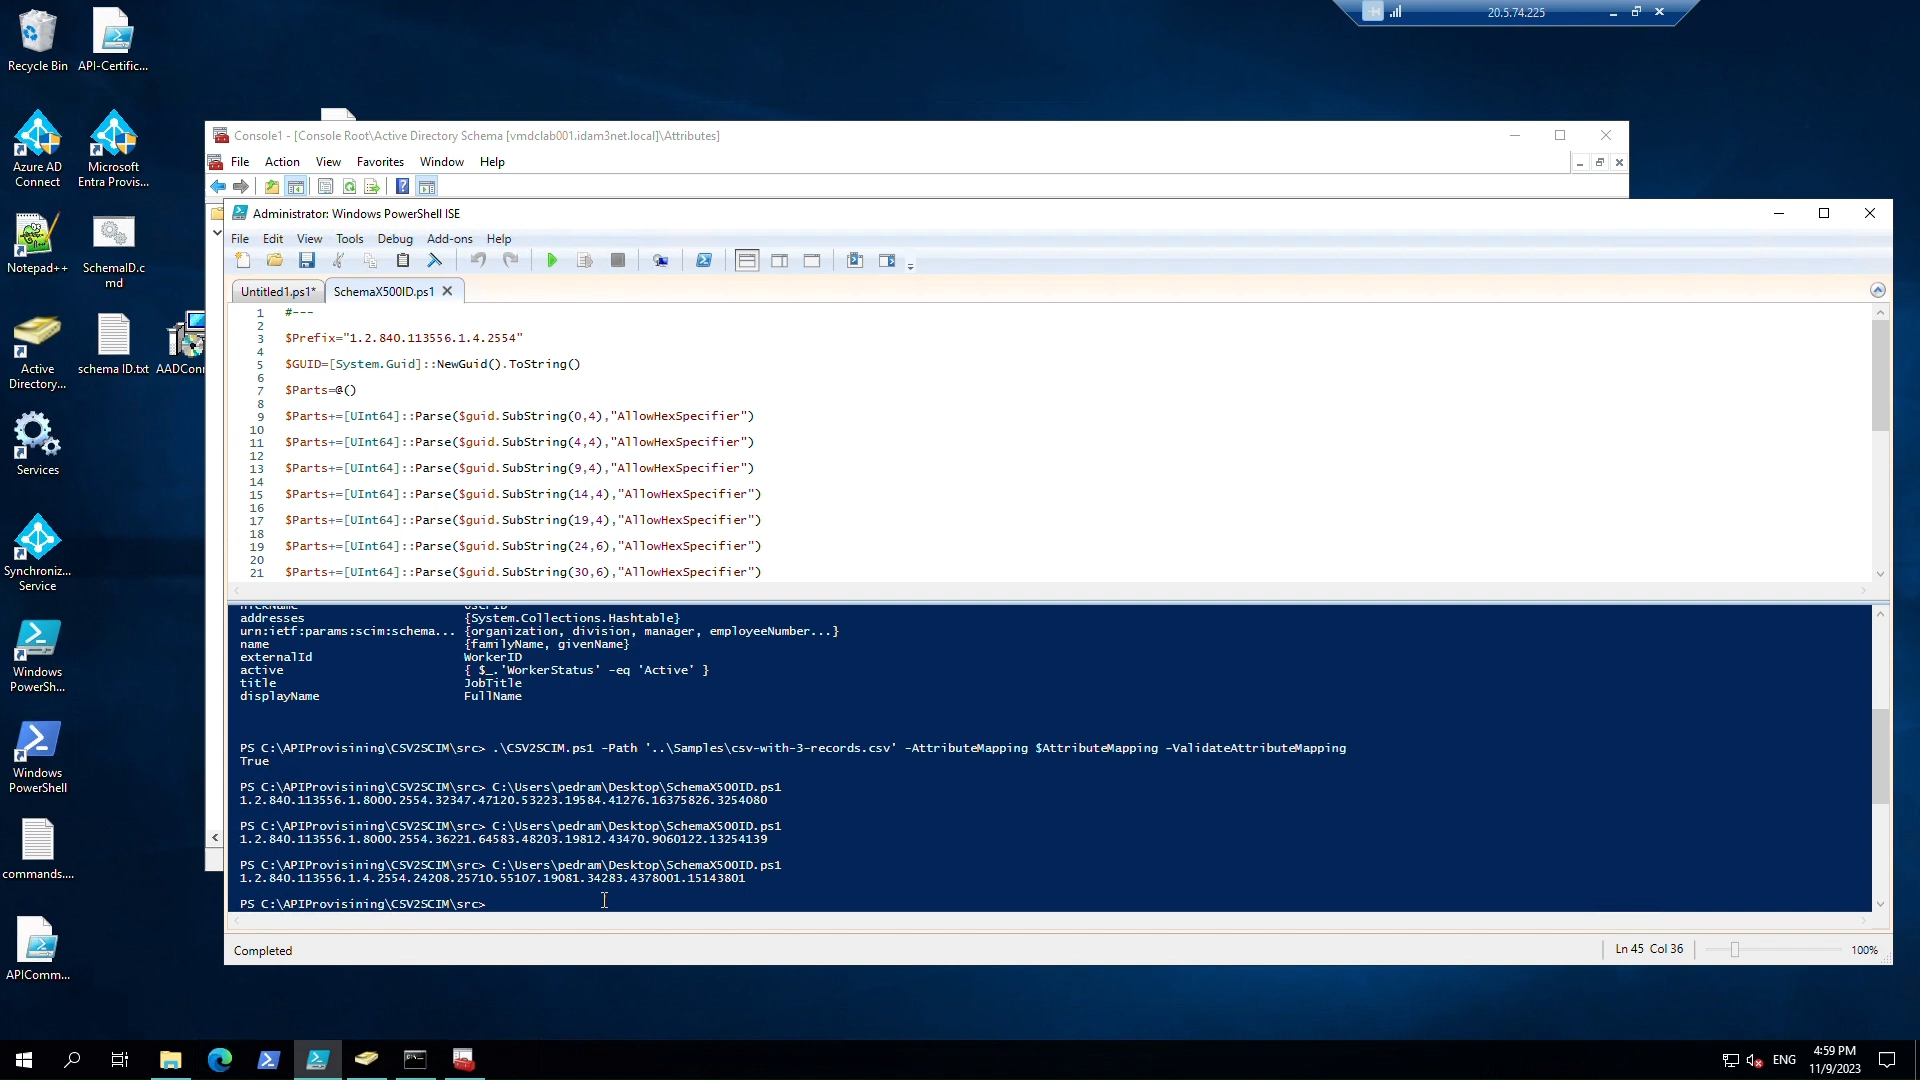 20.5.74.225
Recycle Bin
API-Certific...
Azure AD
Connect
Microsoft
Entra Provis...
Notepad++
SchemaID.c
md
Active
Directory...
schema ID.txt
AADConn
Services
Synchroniz...
Service
Windows
PowerSh...
Windows
PowerShell
commands....
APIComm...
Console1 - [Console Root\Active Directory Schema [vmdclab001.idam3net.local]\Attributes]
File Action View Favorites Window Help
Administrator: Windows PowerShell ISE
File Edit View Tools Debug Add-ons Help
Untitled1.ps1* SchemaX500ID.ps1
1 #---
2
3 $Prefix="1.2.840.113556.1.4.2554"
4
5 $GUID=[System.Guid]::NewGuid().ToString()
6
7 $Parts=@()
8
9 $Parts+=[UInt64]::Parse($guid.SubString(0,4),"AllowHexSpecifier")
10
11 $Parts+=[UInt64]::Parse($guid.SubString(4,4),"AllowHexSpecifier")
12
13 $Parts+=[UInt64]::Parse($guid.SubString(9,4),"AllowHexSpecifier")
14
15 $Parts+=[UInt64]::Parse($guid.SubString(14,4),"AllowHexSpecifier")
16
17 $Parts+=[UInt64]::Parse($guid.SubString(19,4),"AllowHexSpecifier")
18
19 $Parts+=[UInt64]::Parse($guid.SubString(24,6),"AllowHexSpecifier")
20
21 $Parts+=[UInt64]::Parse($guid.SubString(30,6),"AllowHexSpecifier")
nickName UserID
addresses {System.Collections.Hashtable}
urn:ietf:params:scim:schema... {organization, division, manager, employeeNumber...}
name {familyName, givenName}
externalId WorkerID
active { $_.'WorkerStatus' -eq 'Active' }
title JobTitle
displayName FullName
PS C:\APIProvisining\CSV2SCIM\src> .\CSV2SCIM.ps1 -Path '..\Samples\csv-with-3-records.csv' -AttributeMapping $AttributeMapping -ValidateAttributeMapping
True
PS C:\APIProvisining\CSV2SCIM\src> C:\Users\pedram\Desktop\SchemaX500ID.ps1
1.2.840.113556.1.8000.2554.32347.47120.53223.19584.41276.16375826.3254080
PS C:\APIProvisining\CSV2SCIM\src> C:\Users\pedram\Desktop\SchemaX500ID.ps1
1.2.840.113556.1.8000.2554.36221.64583.48203.19812.43470.9060122.13254139
PS C:\APIProvisining\CSV2SCIM\src> C:\Users\pedram\Desktop\SchemaX500ID.ps1
1.2.840.113556.1.4.2554.24208.25710.55107.19081.34283.4378001.15143801
PS C:\APIProvisining\CSV2SCIM\src>
Completed
Ln 45 Col 36
100%
ENG
4:59 PM
11/9/2023